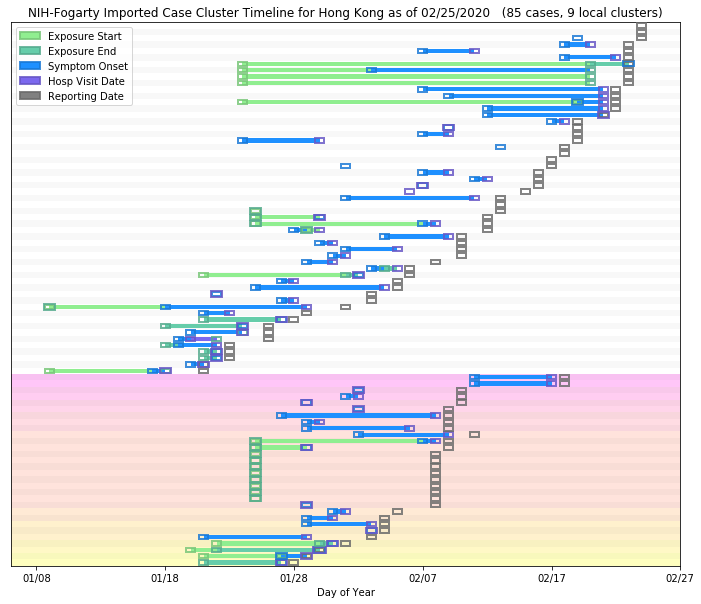 NIH-Fogarty Imported Case Cluster Timeline for Hong Kong as of 02/25/2020 (85 cases, 9 local clusters)
Exposure Start
Exposure End
Symptom Onset
Hosp Visit Date
Reporting Date
01/08 01/18 01/28 02/07 02/17 02/27
Day of Year